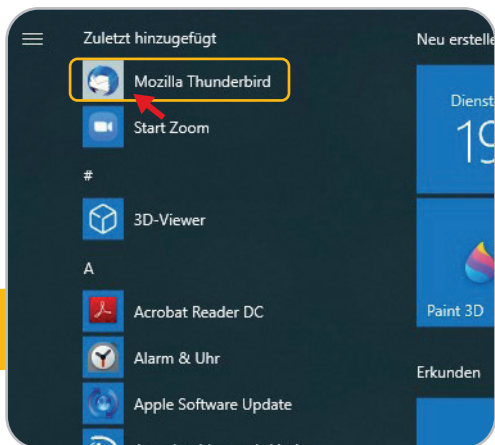 Zuletzt hinzugefügt
Mozilla Thunderbird
Start Zoom
#
3D-Viewer
A
Acrobat Reader DC
Alarm & Uhr
Apple Software Update
Neu erstelle
Dienst
19
Paint 3D
Erkunden